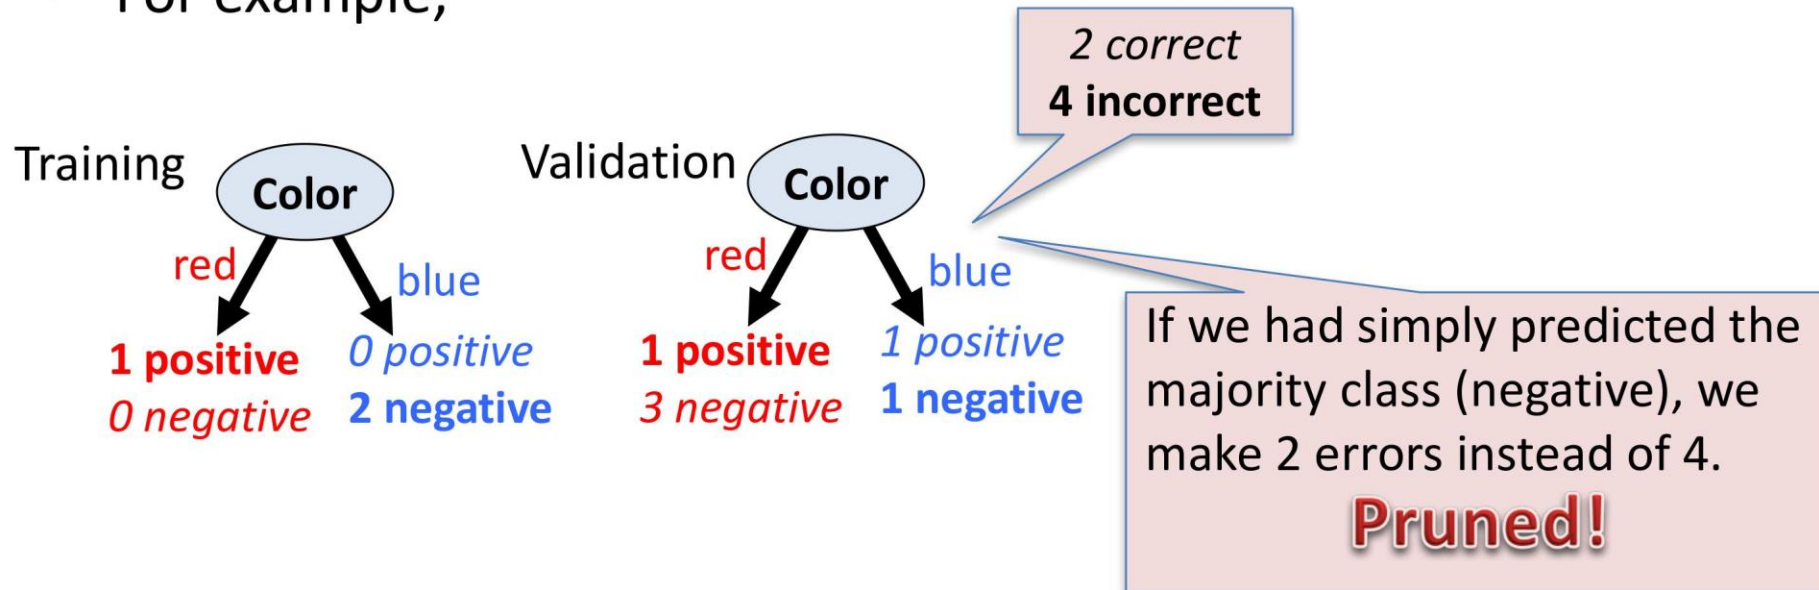 For example,
2 correct
4 incorrect
Training
Color
red
blue
1 positive
0 negative
0 positive
2 negative
Validation
Color
red
blue
1 positive
3 negative
1 positive
1 negative
If we had simply predicted the
majority class (negative), we
make 2 errors instead of 4.
Pruned!